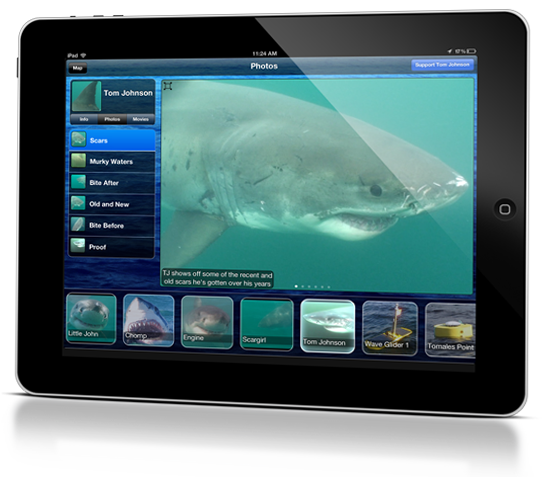 iPad
11:24 AM
Map
Photos
Support Tom Johnson
Tom Johnson
Info
Photos
Movies
Scars
Murky Waters
Bite After
Old and New
Bite Before
Proof
TJ shows off some of the recent and
old scars he's gotten over his years
Little John
Chomp
Engine
Scargirl
Tom Johnson
Wave Glider 1
Tomales Point